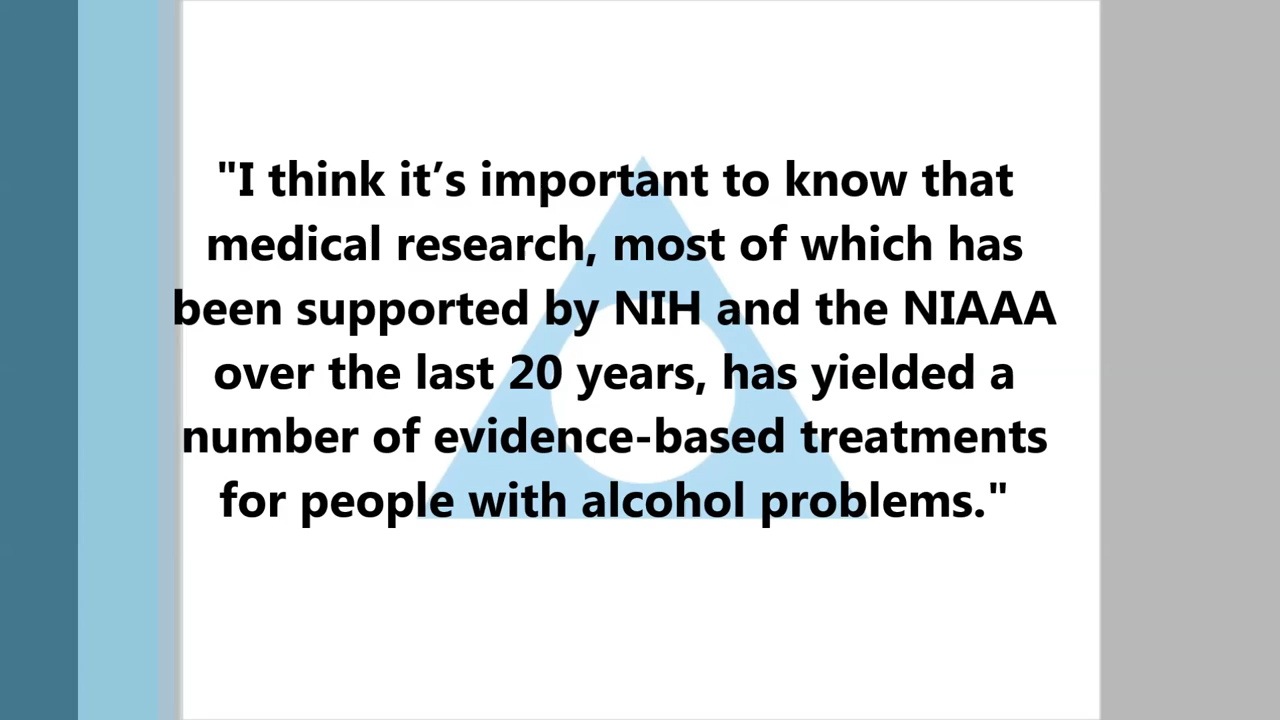 "I think it’s important to know that
medical research, most of which has
been supported by NIH and the NIAAA
over the last 20 years, has yielded a
number of evidence-based treatments
for people with alcohol problems."